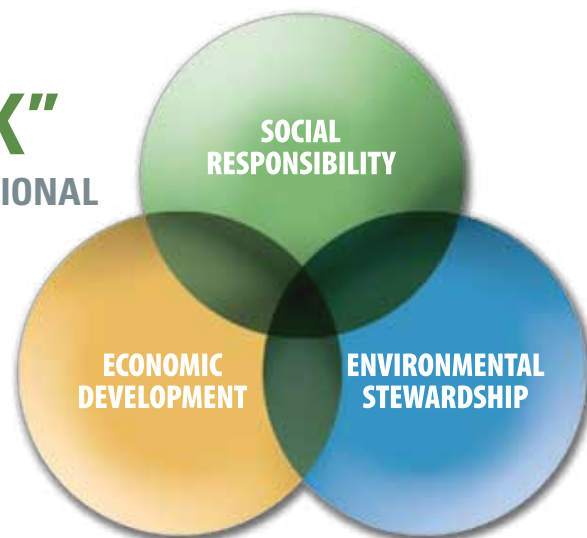 X"
IONAL
SOCIAL
RESPONSIBILITY
ECONOMIC
DEVELOPMENT
ENVIRONMENTAL
STEWARDSHIP